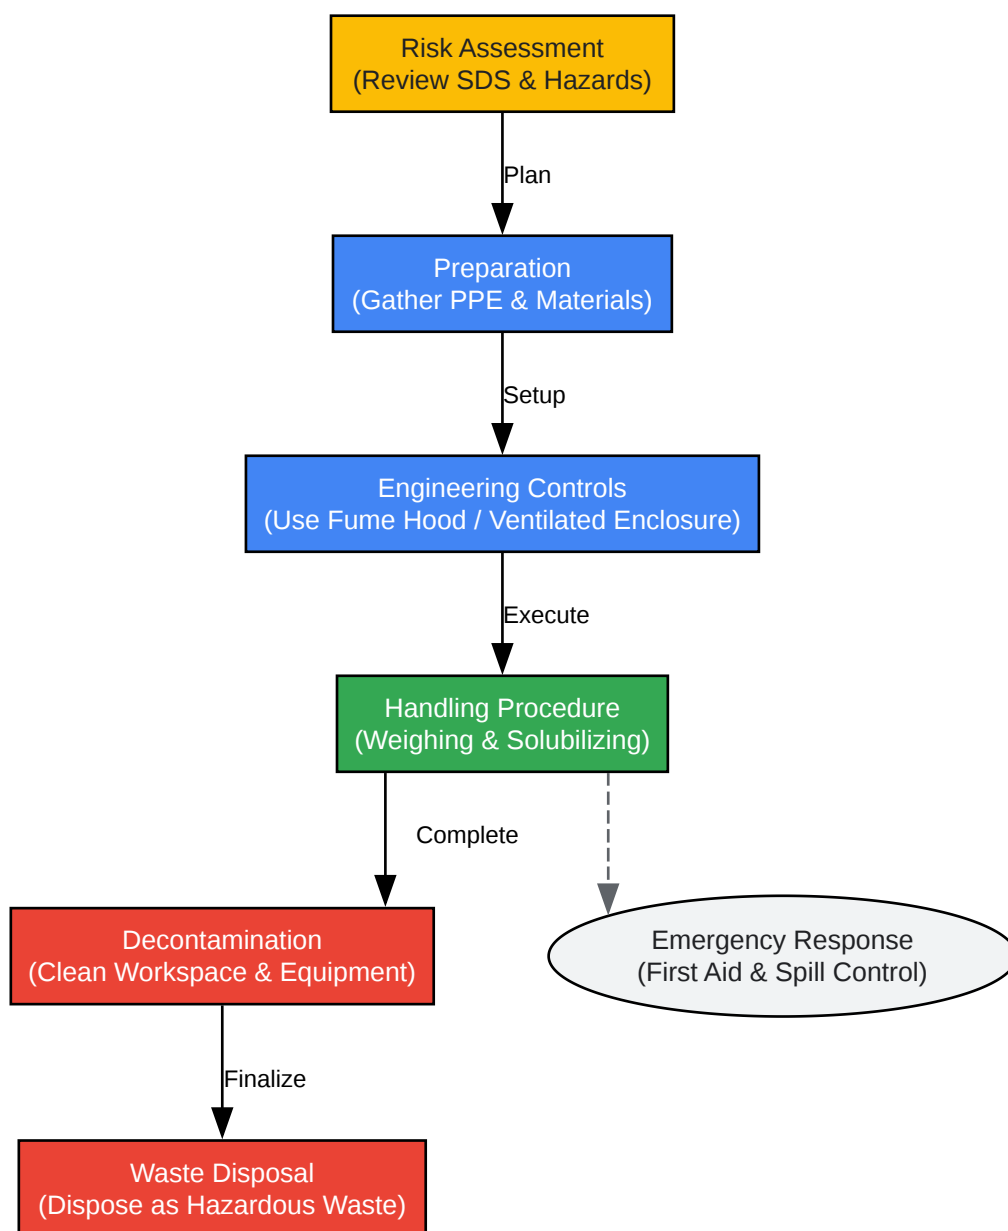 Risk Assessment
(Review SDS & Hazards)
Plan
Preparation
(Gather PPE & Materials)
Setup
Engineering Controls
(Use Fume Hood / Ventilated Enclosure)
Execute
Handling Procedure
(Weighing & Solubilizing)
Complete
Decontamination
(Clean Workspace & Equipment)
Emergency Response
(First Aid & Spill Control)
Finalize
Waste Disposal
(Dispose as Hazardous Waste)